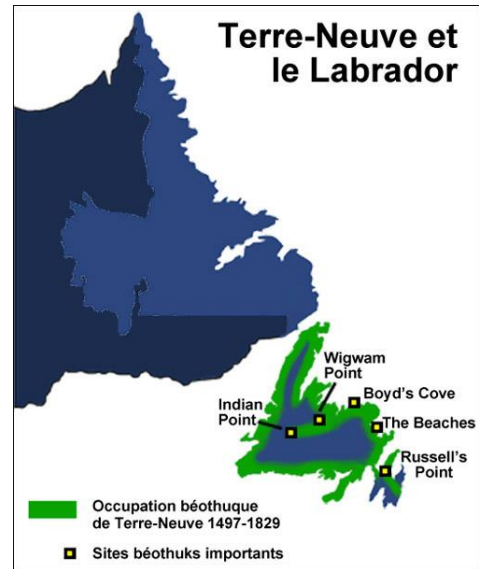 Terre-Neuve et
le Labrador
Wigwam
Point
Boyd's Cove
Indian
Point
The Beaches
Russell's
Point
Occupation béothuque
de Terre-Neuve 1497-1829
Sites béothuks importants